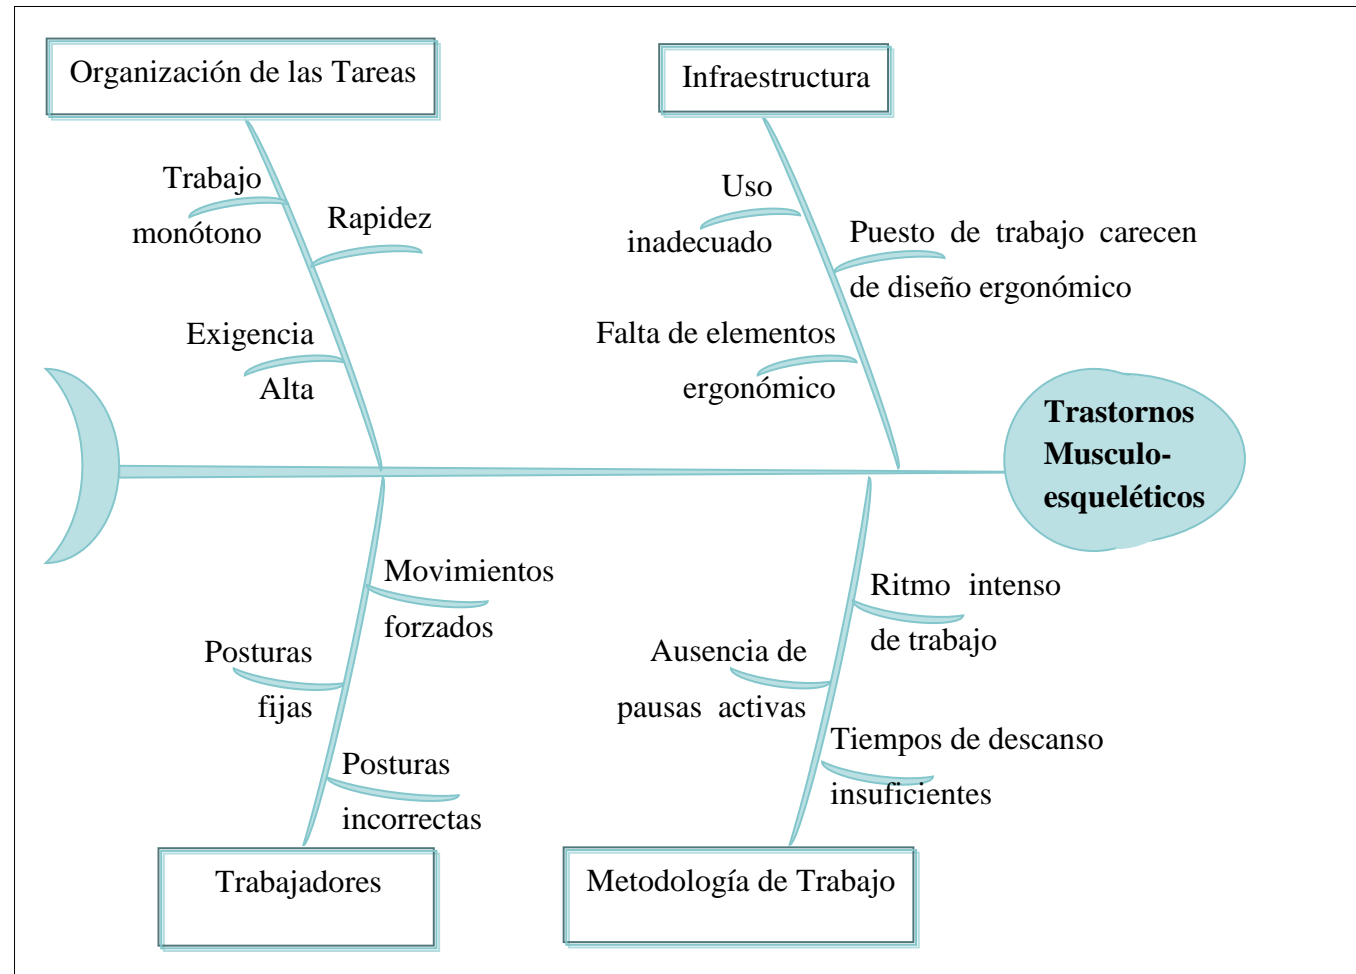 Organización de las Tareas
Infraestructura
Trabajo
monótono
Rapidez
Exigencia
Alta
Uso
inadecuado
Puesto de trabajo carecen
de diseño ergonómico
Falta de elementos
ergonómico
Trastornos
Musculo-
esqueléticos
Movimientos
forzados
Posturas
fijas
Posturas
incorrectas
Ritmo intenso
de trabajo
Ausencia de
pausas activas
Tiempos de descanso
insuficientes
Trabajadores
Metodología de Trabajo